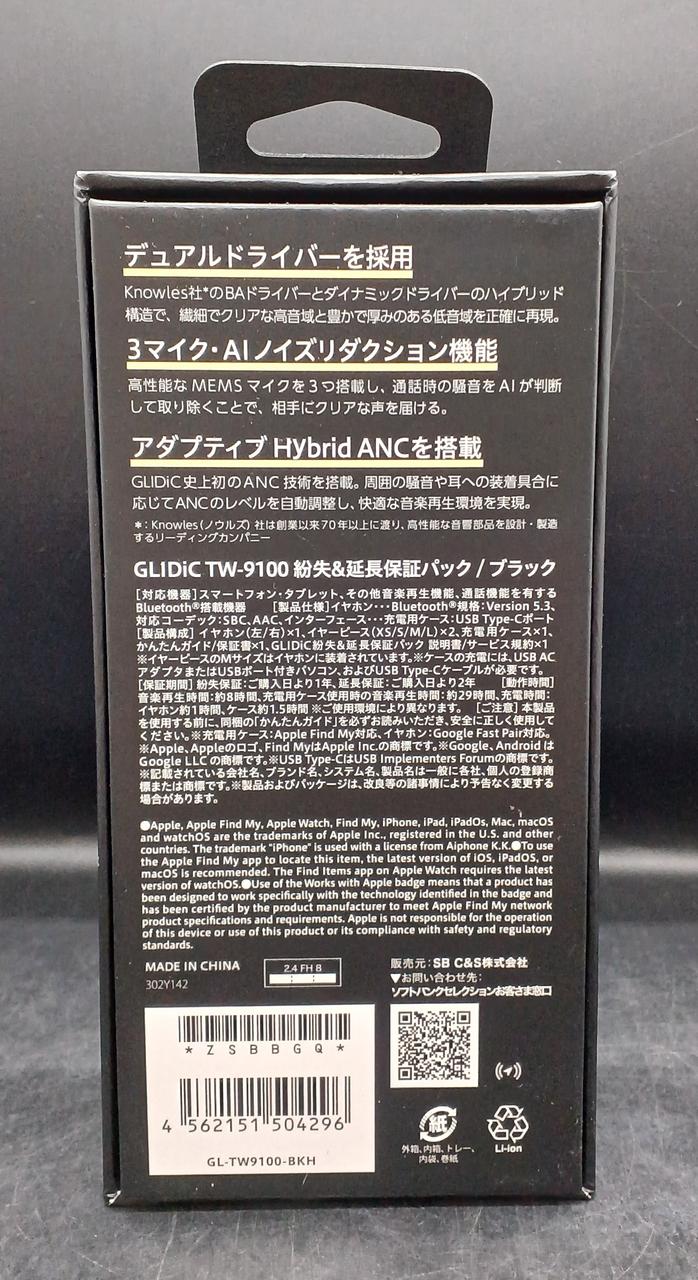 デュアルドライバーを採用
Knowles社*のBAドライバーとダイナミックドライバーのハイブリッド
構造で、繊細でクリアな高音域と豊かで厚みのある低音域を正確に再現。
3マイク・AIノイズリダクション機能
高性能な MEMS マイクを3つ搭載し、通話時の騒音をAIが判断
して取り除くことで、相手にクリアな声を届ける。
アダプティブ Hybrid ANCを搭載
GLIDiC史上初のANC技術を搭載。周囲の騒音や耳への装着具合に
応じてANCのレベルを自動調整し、快適な音楽再生環境を実現。
*：Knowles（ノウルズ）社は創業以来70年以上に渡り、高性能な音響部品を設計・製造
するリーディングカンパニー
GLIDiC TW-9100 紛失&延長保証パック / ブラック
［対応機器］スマートフォン・タブレット、その他音楽再生機能、通話機能を有する
Bluetooth®搭載機器　［製品仕様］イヤホン・・・Bluetooth®規格：Version 5.3、
対応コーデック：SBC、AAC、インターフェース・・・充電用ケース：USB Type-Cポート
［製品構成］イヤホン（左/右）×1、イヤーピース（XS/S/M/L）×2、充電用ケース×1、
かんたんガイド/保証書×1、GLIDiC紛失&延長保証パック 説明書/サービス規約×1
※イヤーピースのMサイズはイヤホンに装着されています。※ケースの充電には、USB AC
アダプタまたはUSBポート付きパソコン、およびUSB Type-Cケーブルが必要です。
［保証期間］紛失保証：ご購入日より1年、延長保証：ご購入日より2年　［動作時間］
音楽再生時間：約8時間、充電用ケース使用時の音楽再生時間：約29時間、充電時間：
イヤホン約1時間、ケース約1.5時間 ※ご使用環境により異なります。　［ご注意］本製品
を使用する前に、同梱の「かんたんガイド」を必ずお読みいただき、安全に正しく使用して
ください。※充電用ケース：Apple Find My対応、イヤホン：Google Fast Pair対応。
※Apple、Appleのロゴ、Find MyはApple Inc.の商標です。※Google、Android は
Google LLC の商標です。※USB Type-CはUSB Implementers Forumの商標です。
※記載されている会社名、ブランド名、システム名、製品名は一般に各社、個人の登録商
標または商標です。※製品およびパッケージは、改良等の諸事情により予告なく変更する
場合があります。
●Apple, Apple Find My, Apple Watch, Find My, iPhone, iPad, iPadOs, Mac, macOS
and watchOS are the trademarks of Apple Inc., registered in the U.S. and other
countries. The trademark "iPhone" is used with a license from Aiphone K.K.●To use
the Apple Find My app to locate this item, the latest version of iOS, iPadOS, or
macOS is recommended. The Find Items app on Apple Watch requires the latest
version of watchOS.●Use of the Works with Apple badge means that a product has
been designed to work specifically with the technology identified in the badge and
has been certified by the product manufacturer to meet Apple Find My network
product specifications and requirements. Apple is not responsible for the operation
of this device or use of this product or its compliance with safety and regulatory
standards.
MADE IN CHINA
302Y142
2.4 FH 8
販売元：SB C&S株式会社
▼お問い合わせ先：
ソフトバンクセレクションお客さま窓口
*ZSBBGQ*
4 562151 504296
GL-TW9100-BKH
紙
外箱、内箱、トレー、
内袋、巻紙
Li-ion